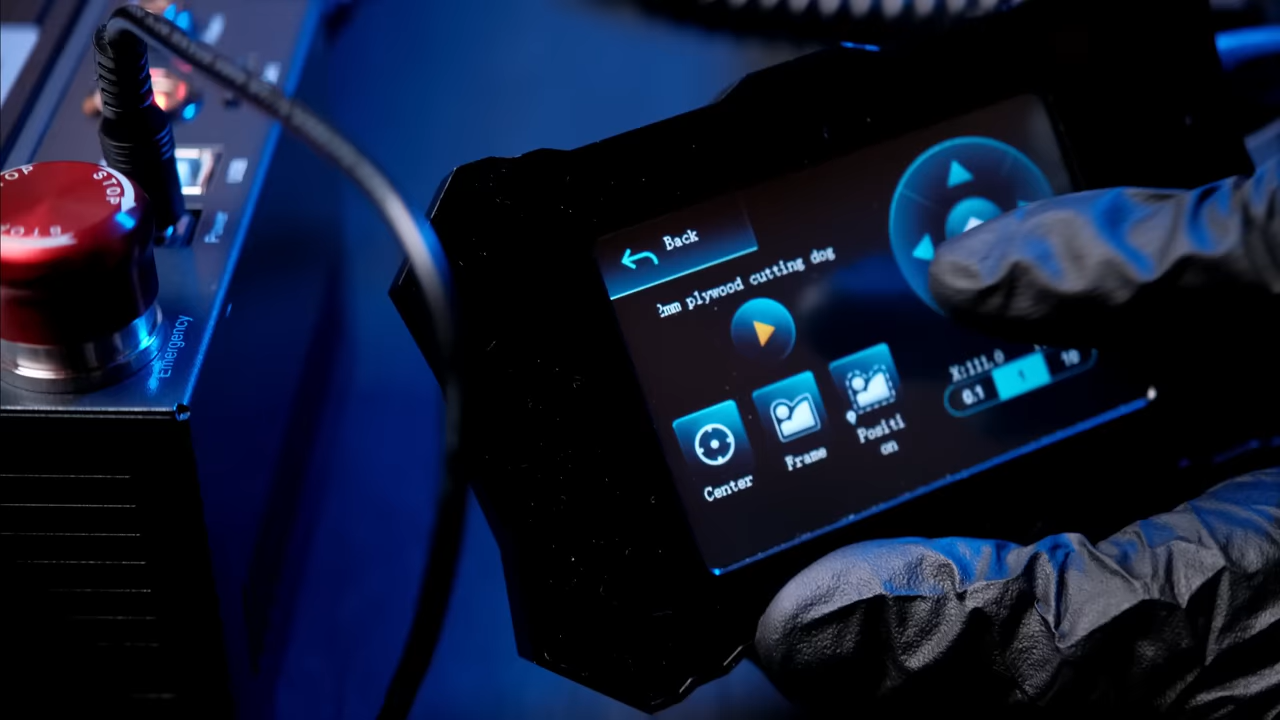 STOP
STOP
Emergency
Back
2mm plywood cutting dog
Center
Frame
Positi
on
X:111.0
0.1 1 10